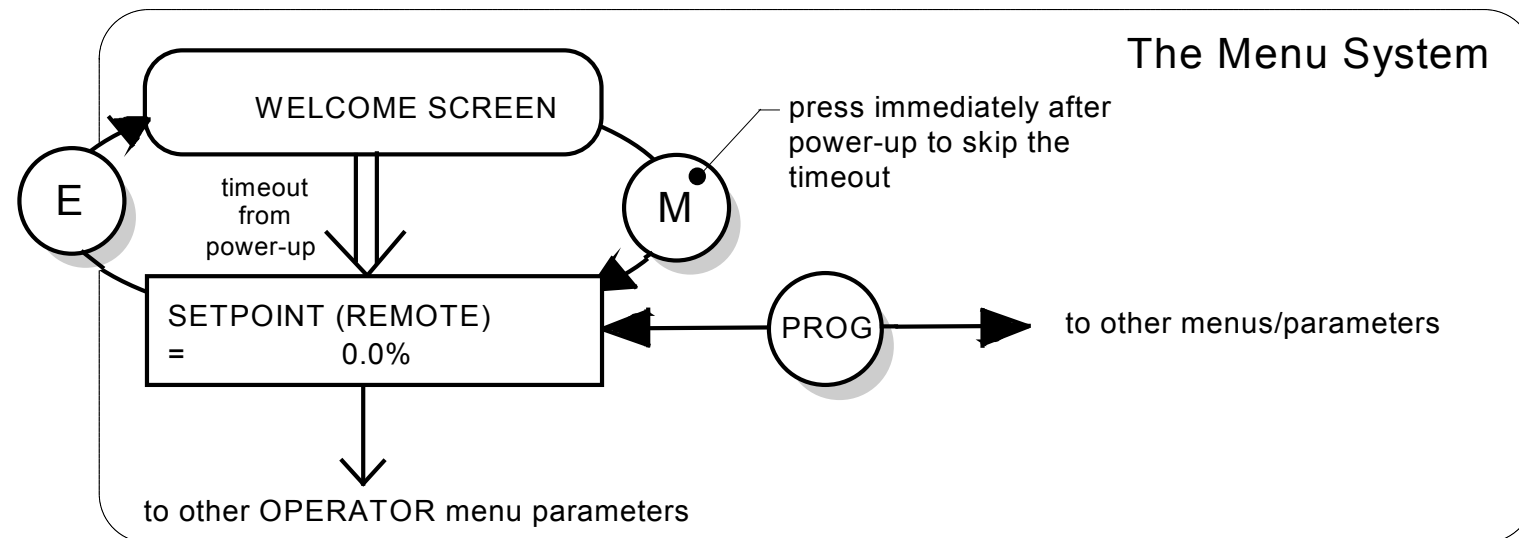 The Menu System
WELCOME SCREEN
press immediately after
power-up to skip the
timeout
E
timeout
from
power-up
M
SETPOINT (REMOTE)
= 0.0%
PROG
to other menus/parameters
to other OPERATOR menu parameters